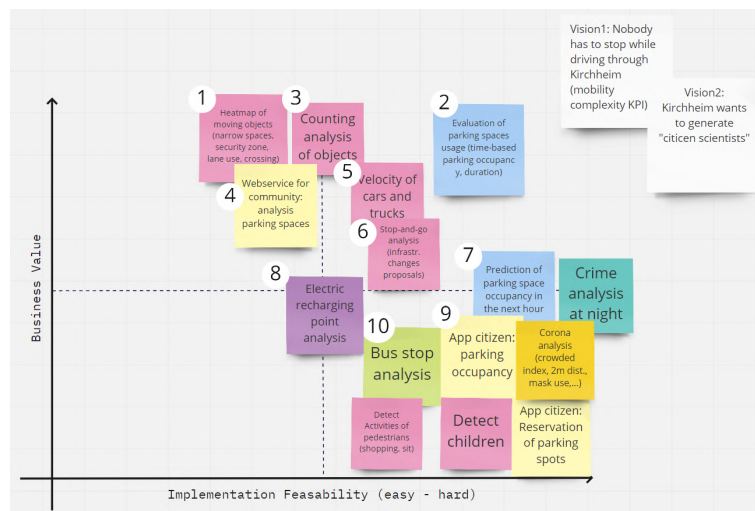 Vision1: Nobody
has to stop while
driving through
Kirchheim
(mobility
complexity KPI)
Vision2:
Kirchheim wants
to generate
"citicen scientists"
1
Heatmap of
moving objects
(narrow spaces,
security zone,
lane use, crossing)
3
Counting
analysis
of objects
2
Evaluation of
parking spaces
usage (time-based
parking occupanc
y, duration)
4
Webservice for
community:
analysis
parking spaces
5
Velocity of
cars and
trucks
6
Stop-and-go
analysis
(infrastr.
changes
proposals)
7
Prediction of
parking space
occupancy in
the next hour
Crime
analysis
at night
8
Electric
recharging
point
analysis
9
App citizen:
parking
occupancy
10
Bus stop
analysis
Corona
analysis
(crowded
index, 2m dist.,
mask use,...)
Detect
Activities of
pedestrians
(shopping, sit)
Detect
children
App citizen:
Reservation
of parking
spots
Business Value
Implementation Feasability (easy - hard)